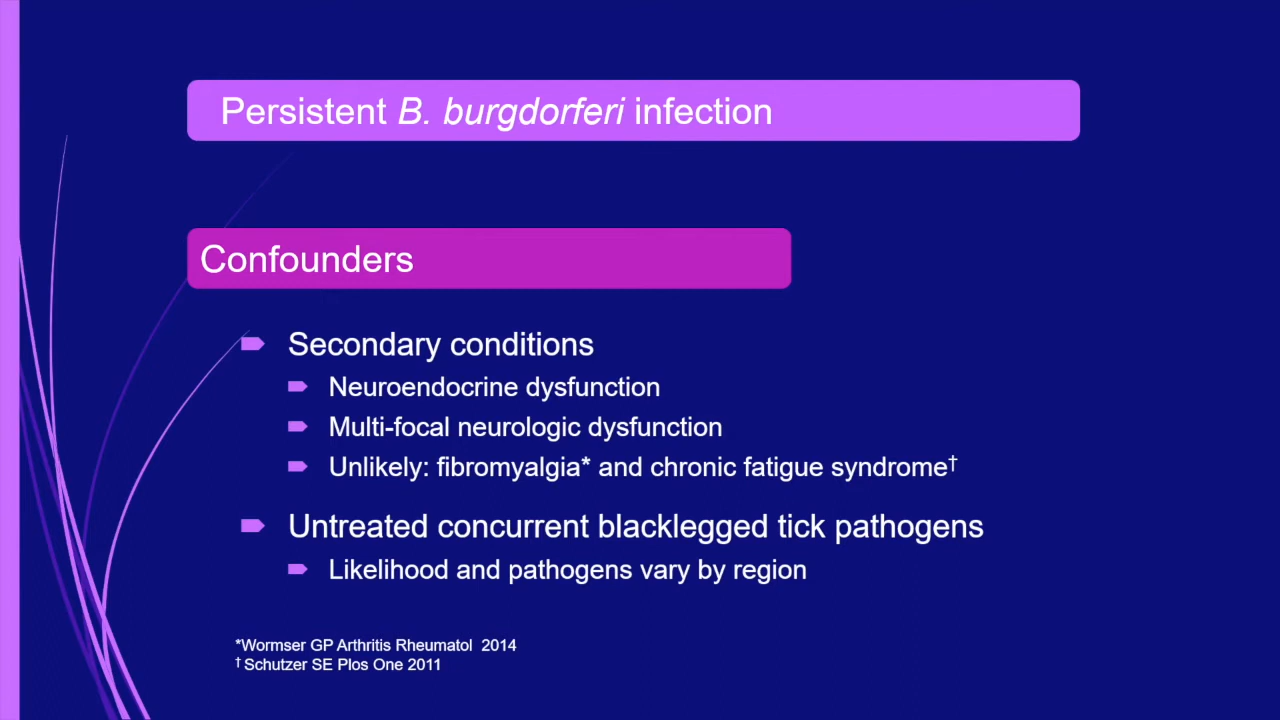 Persistent B. burgdorferi infection
Confounders
Secondary conditions
Neuroendocrine dysfunction
Multi-focal neurologic dysfunction
Unlikely: fibromyalgia* and chronic fatigue syndrome†
Untreated concurrent blacklegged tick pathogens
Likelihood and pathogens vary by region
*Wormser GP Arthritis Rheumatol 2014
† Schutzer SE Plos One 2011